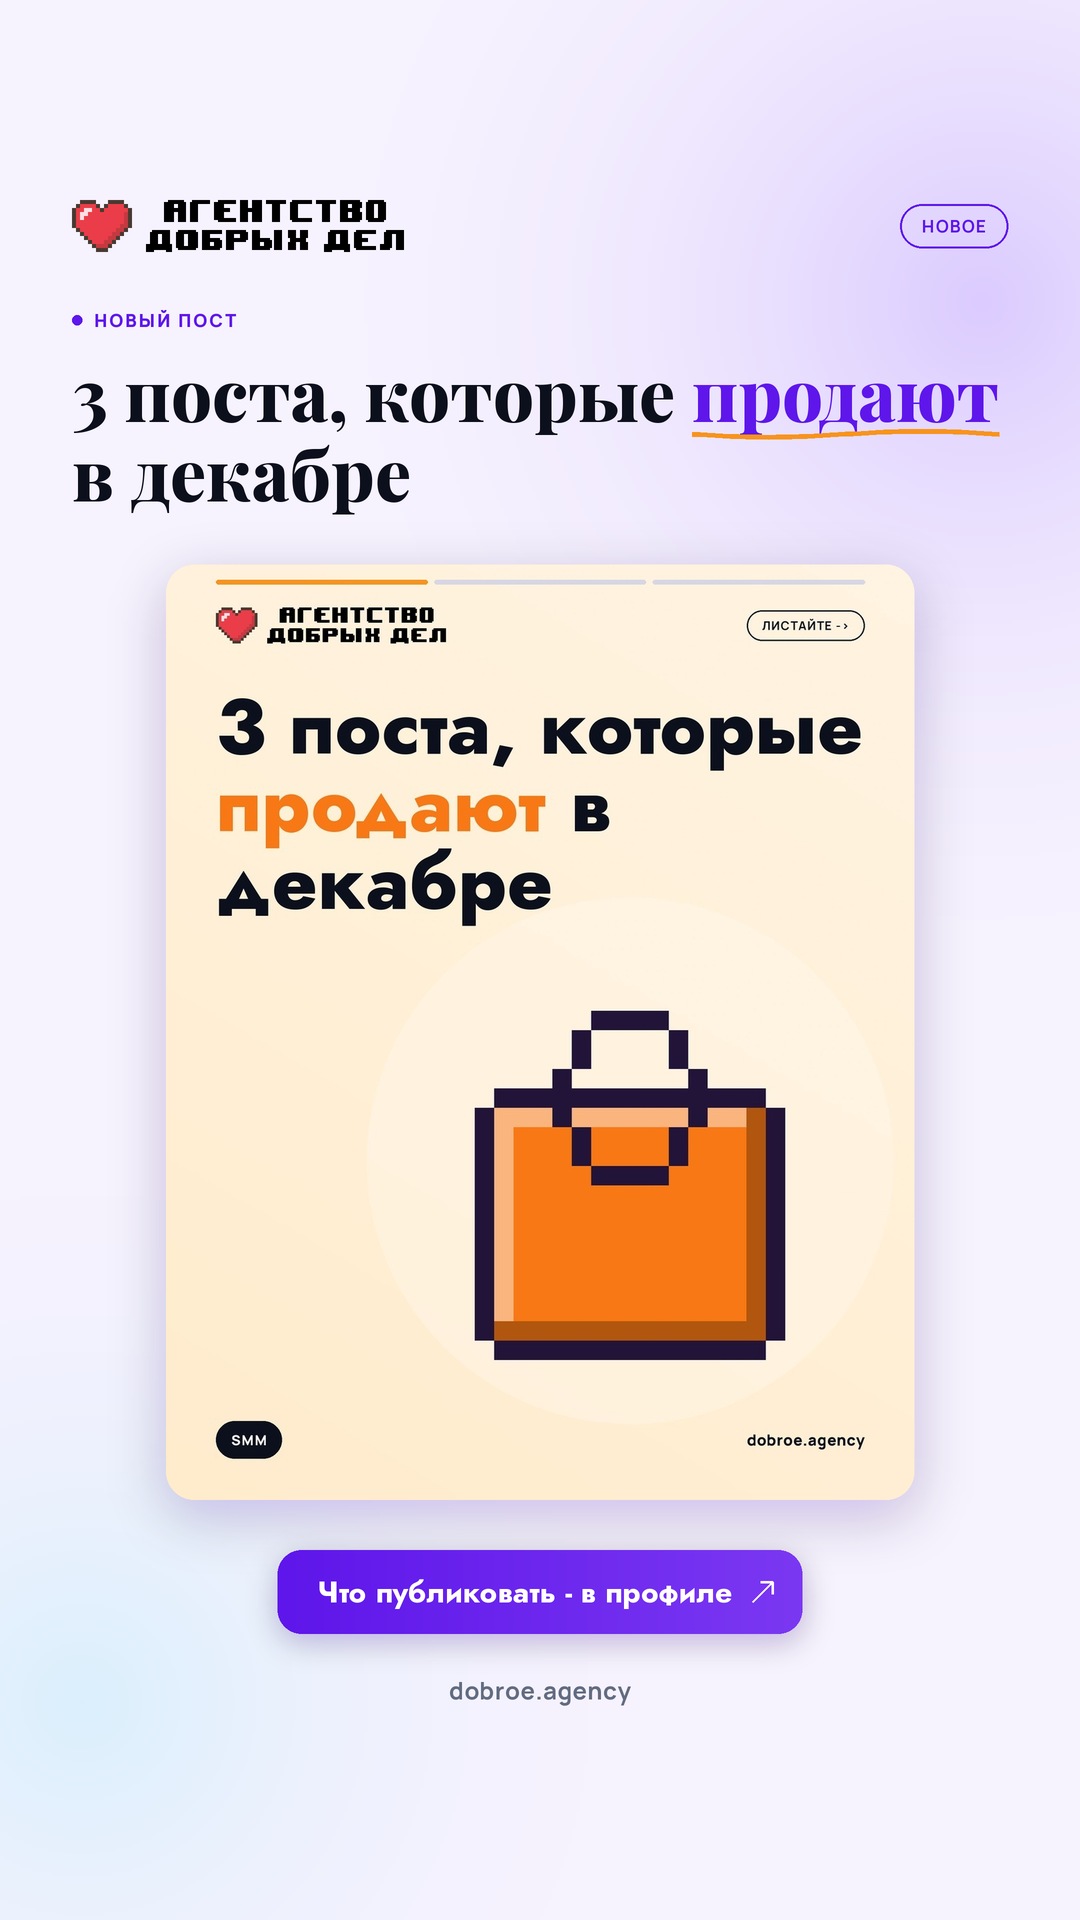 АГЕНТСТВО
ДОБРЫХ ДЕЛ
НОВОЕ
НОВЫЙ ПОСТ
3 поста, которые продают
в декабре
АГЕНТСТВО
ДОБРЫХ ДЕЛ
ЛИСТАЙТЕ ->
3 поста, которые
продают в
декабре
SMM
dobroe.agency
Что публиковать - в профиле
dobroe.agency